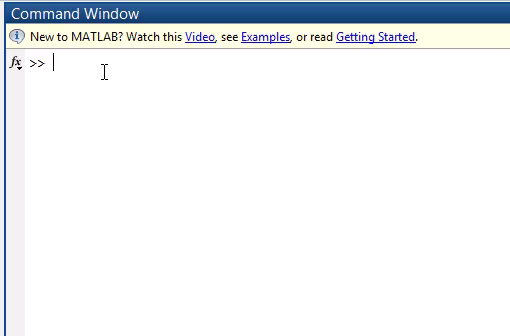 Command Window
New to MATLAB? Watch this Video, see Examples, or read Getting Started.
fx >>